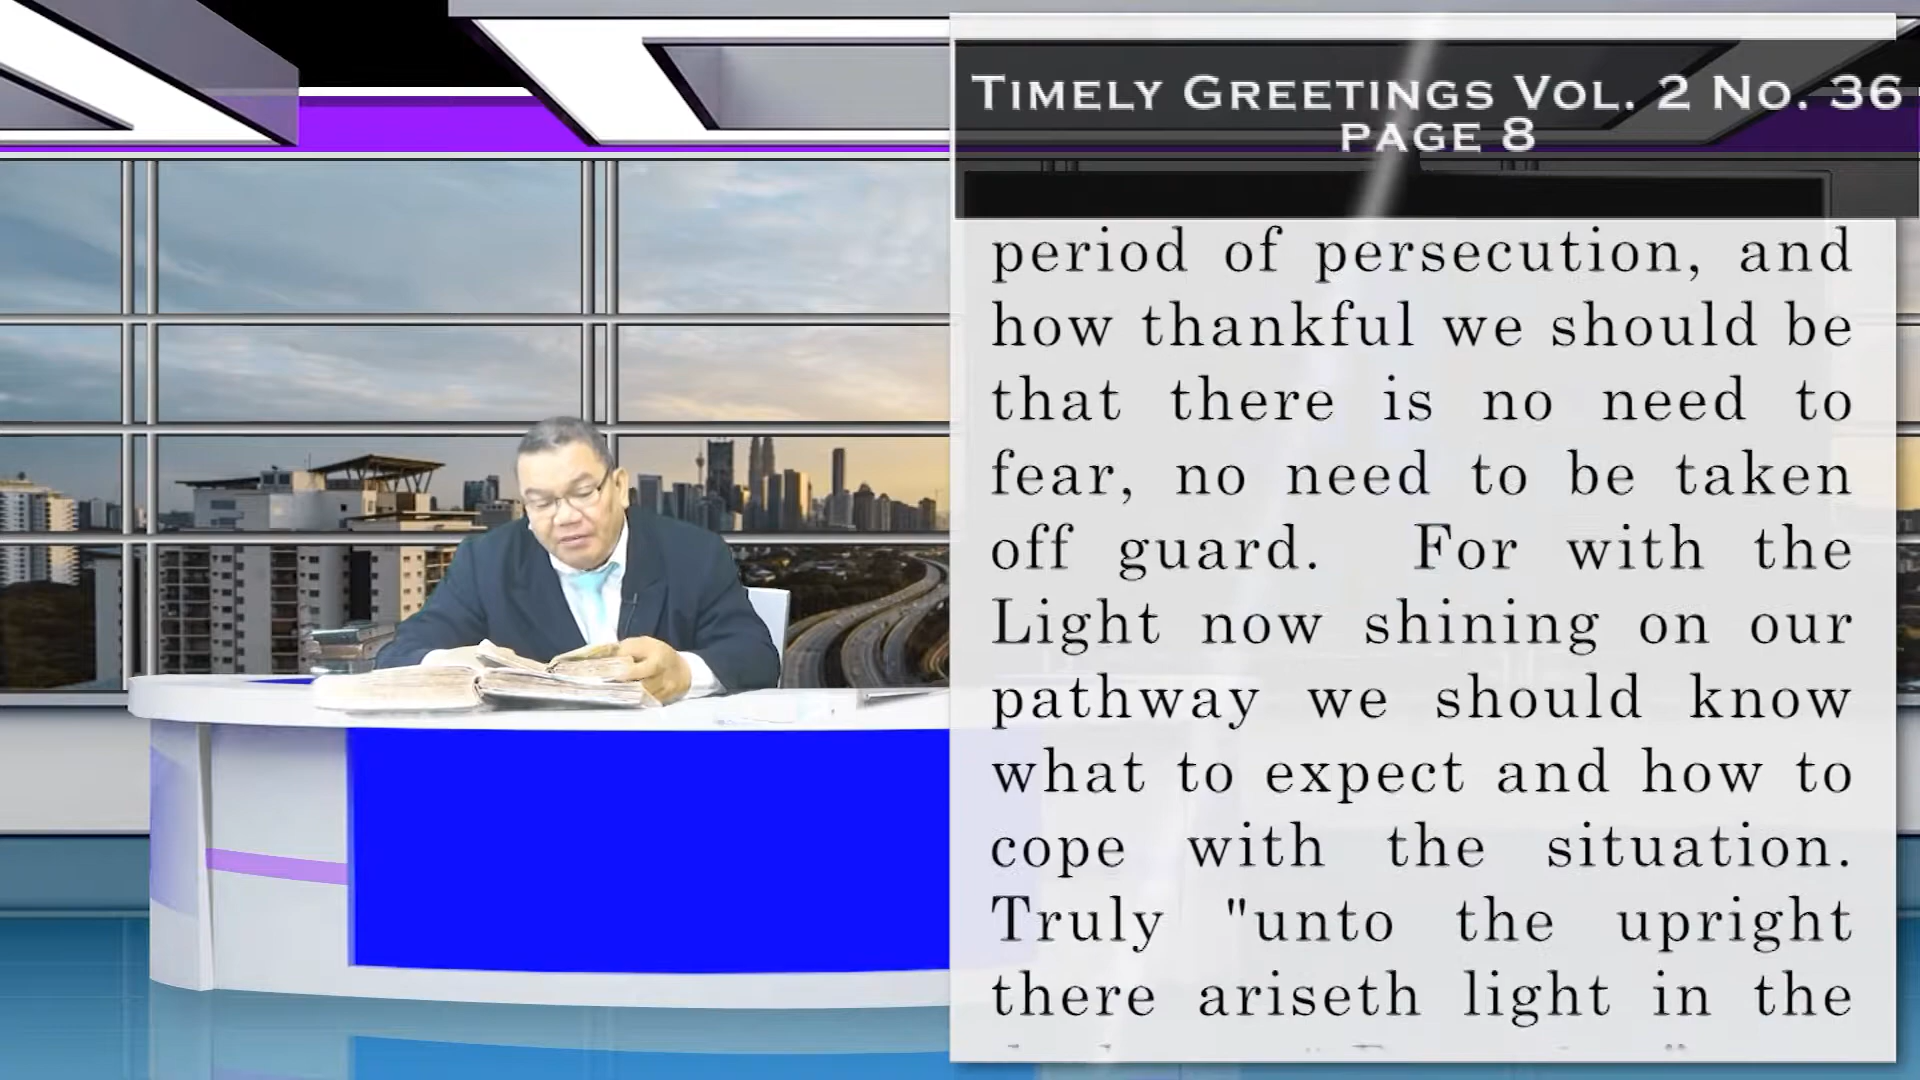 TIMELY GREETINGS VOL. 2 NO. 36
PAGE 8
period of persecution, and
how thankful we should be
that there is no need to
fear, no need to be taken
off guard. For with the
Light now shining on our
pathway we should know
what to expect and how to
cope with the situation.
Truly "unto the upright
there ariseth light in the